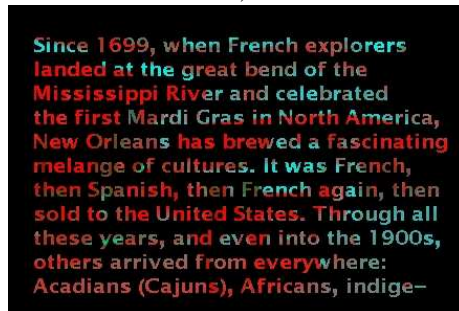 Since 1699, when French explorers
landed at the great bend of the
Mississippi River and celebrated
the first Mardi Gras in North America,
New Orleans has brewed a fascinating
melange of cultures. It was French,
then Spanish, then French again, then
sold to the United States. Through all
these years, and even into the 1900s,
others arrived from everywhere:
Acadians (Cajuns), Africans, indige–